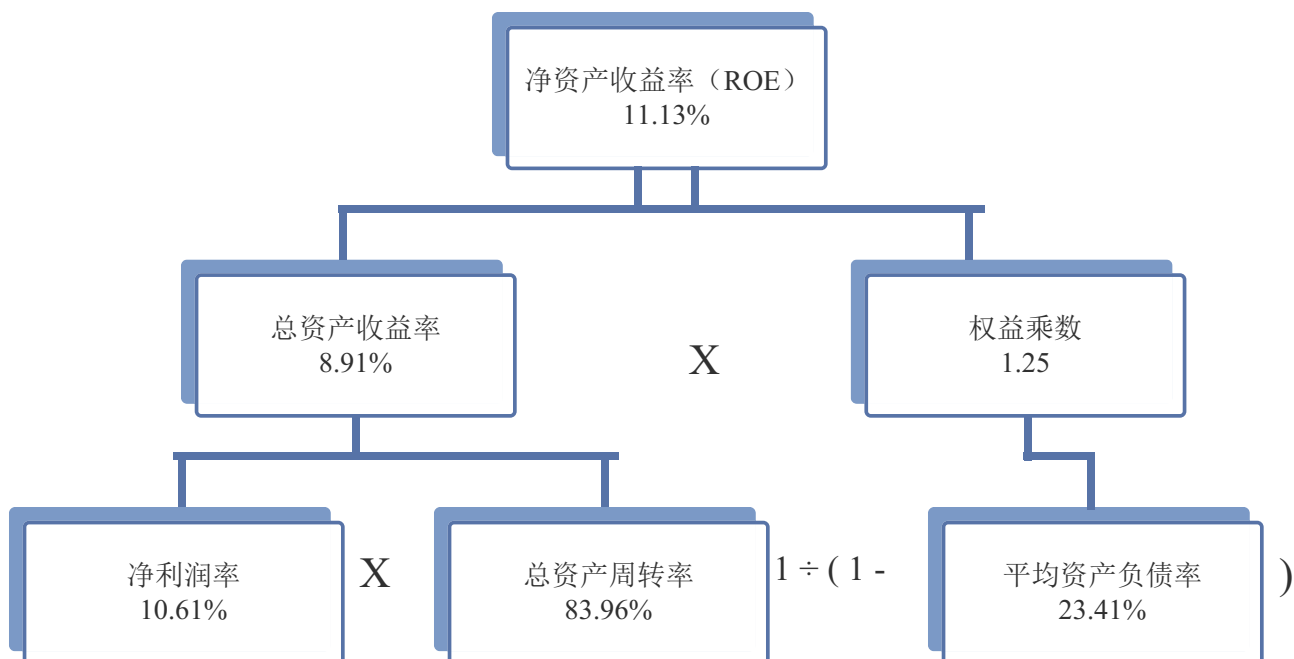 净资产收益率（ROE）
11.13%
总资产收益率
8.91%
X
权益乘数
1.25
净利润率
10.61%
X
总资产周转率
83.96%
1 ÷ ( 1 -
平均资产负债率
23.41%
)